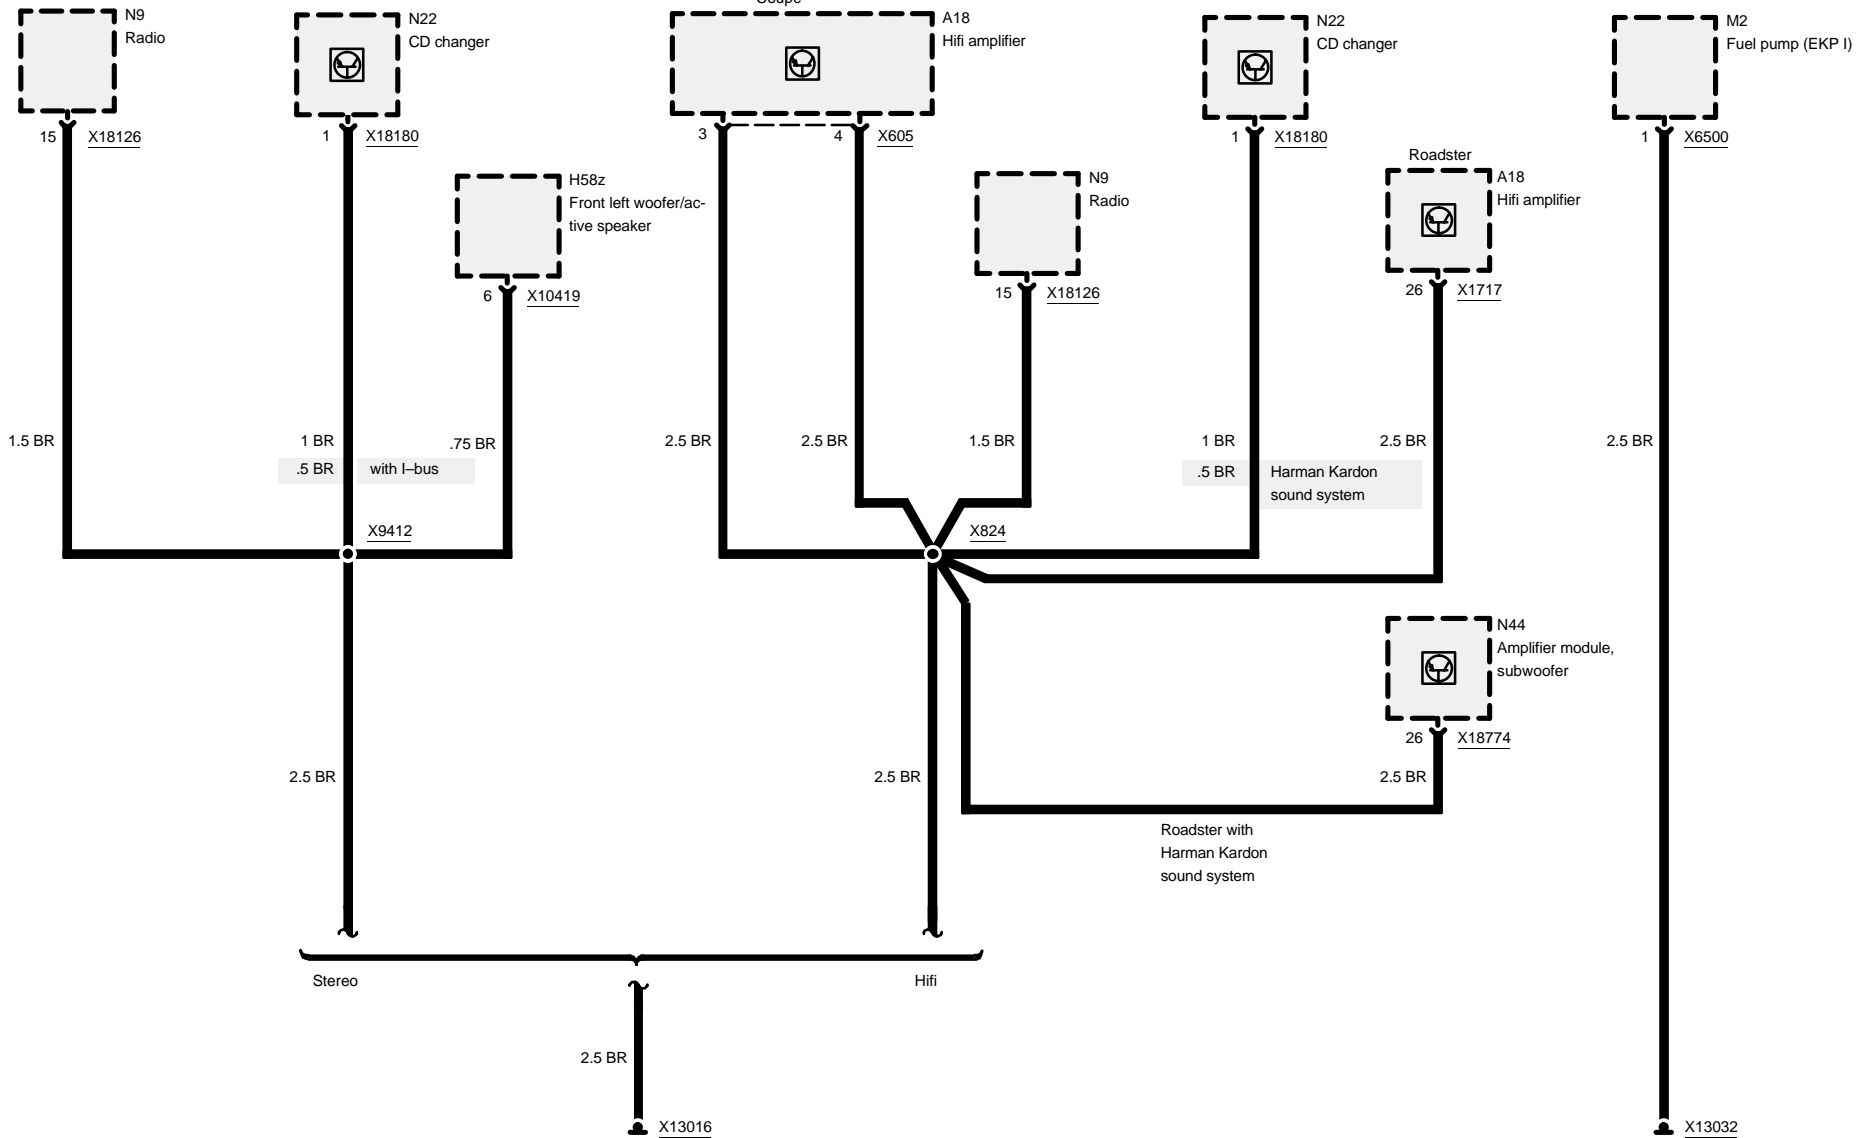 Coupe
N9
Radio
15
X18126
N22
CD changer
1
X18180
A18
Hifi amplifier
3
4
X605
N22
CD changer
1
X18180
M2
Fuel pump (EKP I)
1
X6500
H58z
Front left woofer/ac-
tive speaker
6
X10419
N9
Radio
15
X18126
Roadster
A18
Hifi amplifier
26
X1717
1.5 BR
1 BR
.5 BR
with I–bus
.75 BR
2.5 BR
2.5 BR
1.5 BR
1 BR
.5 BR
Harman Kardon
sound system
2.5 BR
2.5 BR
X9412
X824
N44
Amplifier module,
subwoofer
26
X18774
2.5 BR
2.5 BR
2.5 BR
Roadster with
Harman Kardon
sound system
Stereo
Hifi
2.5 BR
X13016
X13032